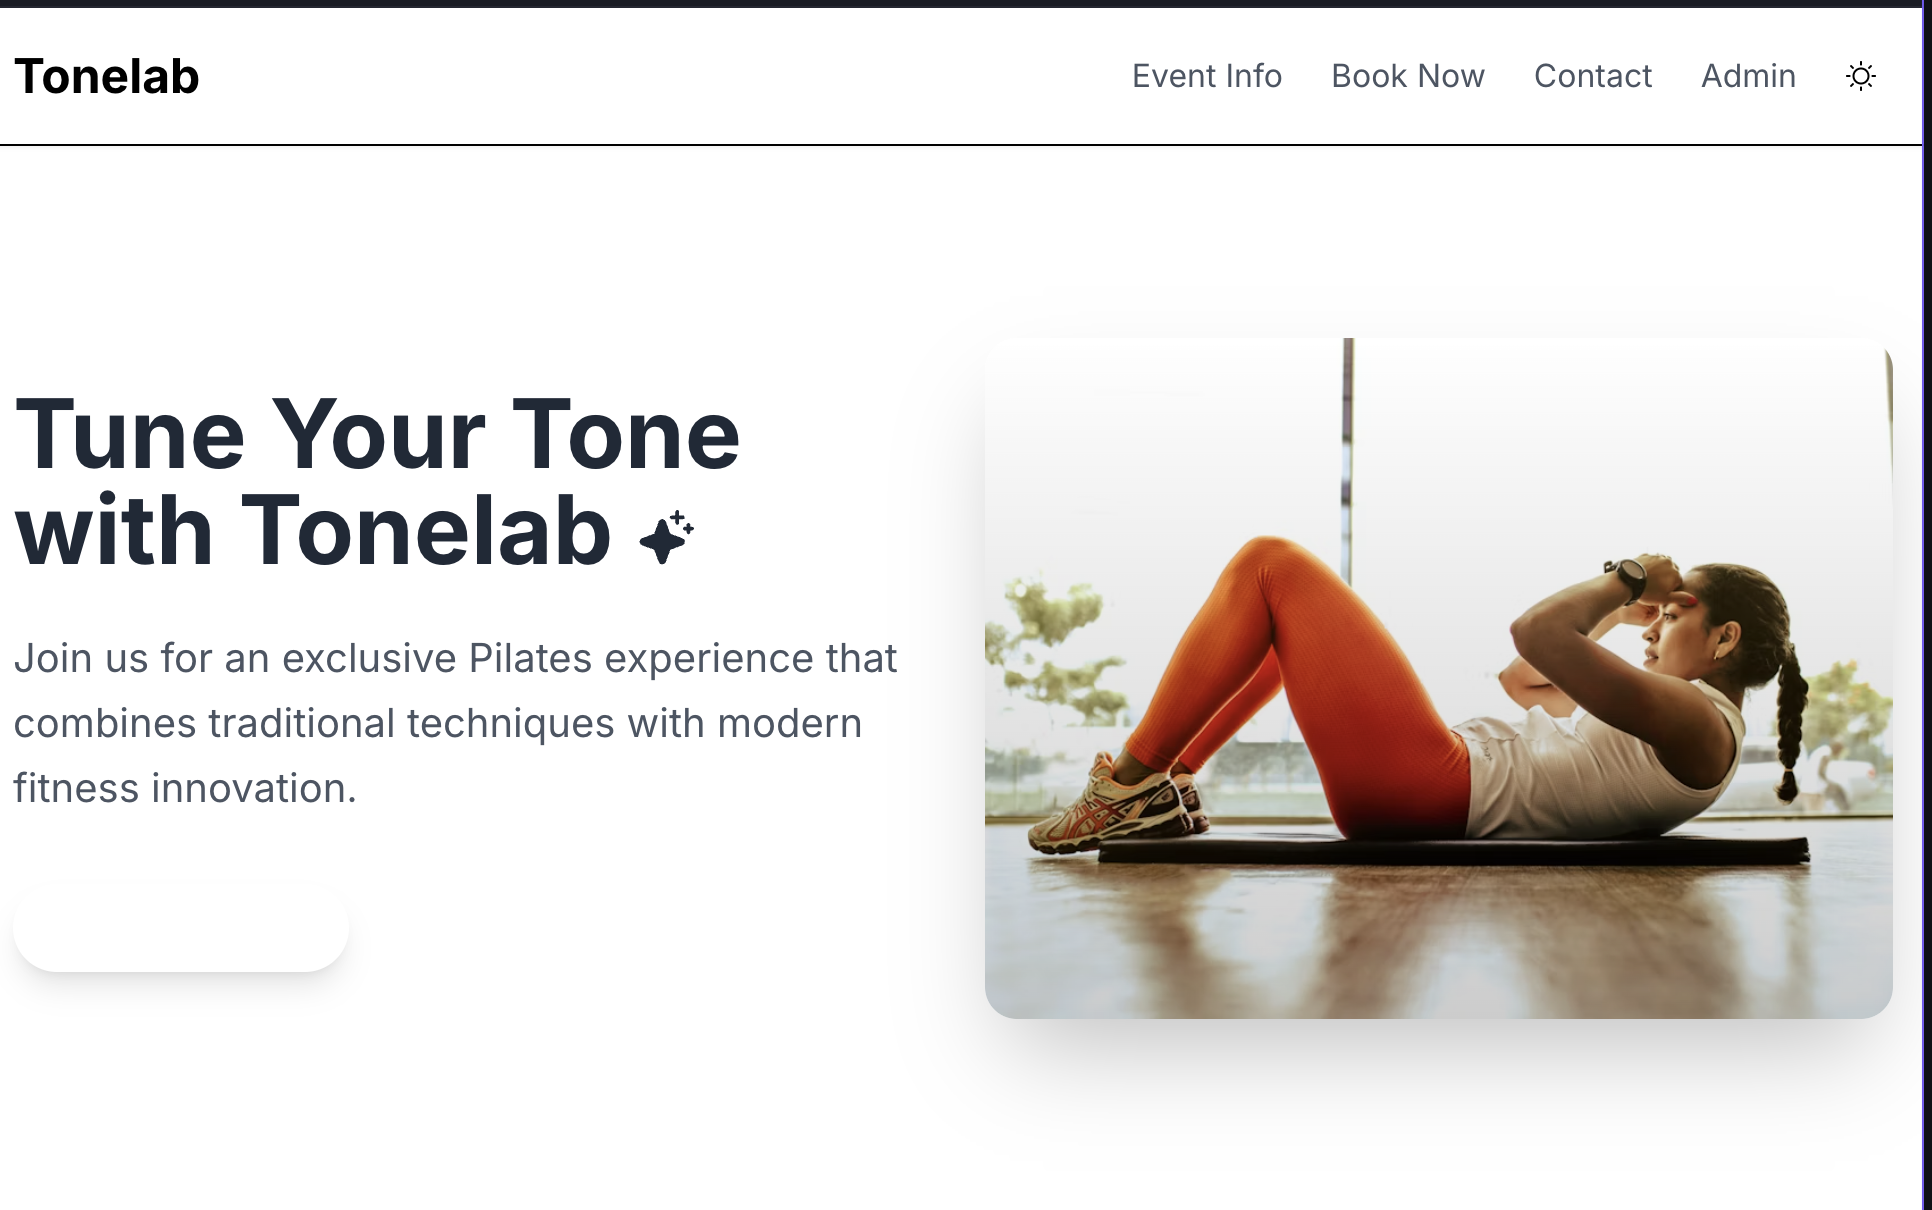 Tonelab
Event Info
Book Now
Contact
Admin
Tune Your Tone
with Tonelab
Join us for an exclusive Pilates experience that
combines traditional techniques with modern
fitness innovation.